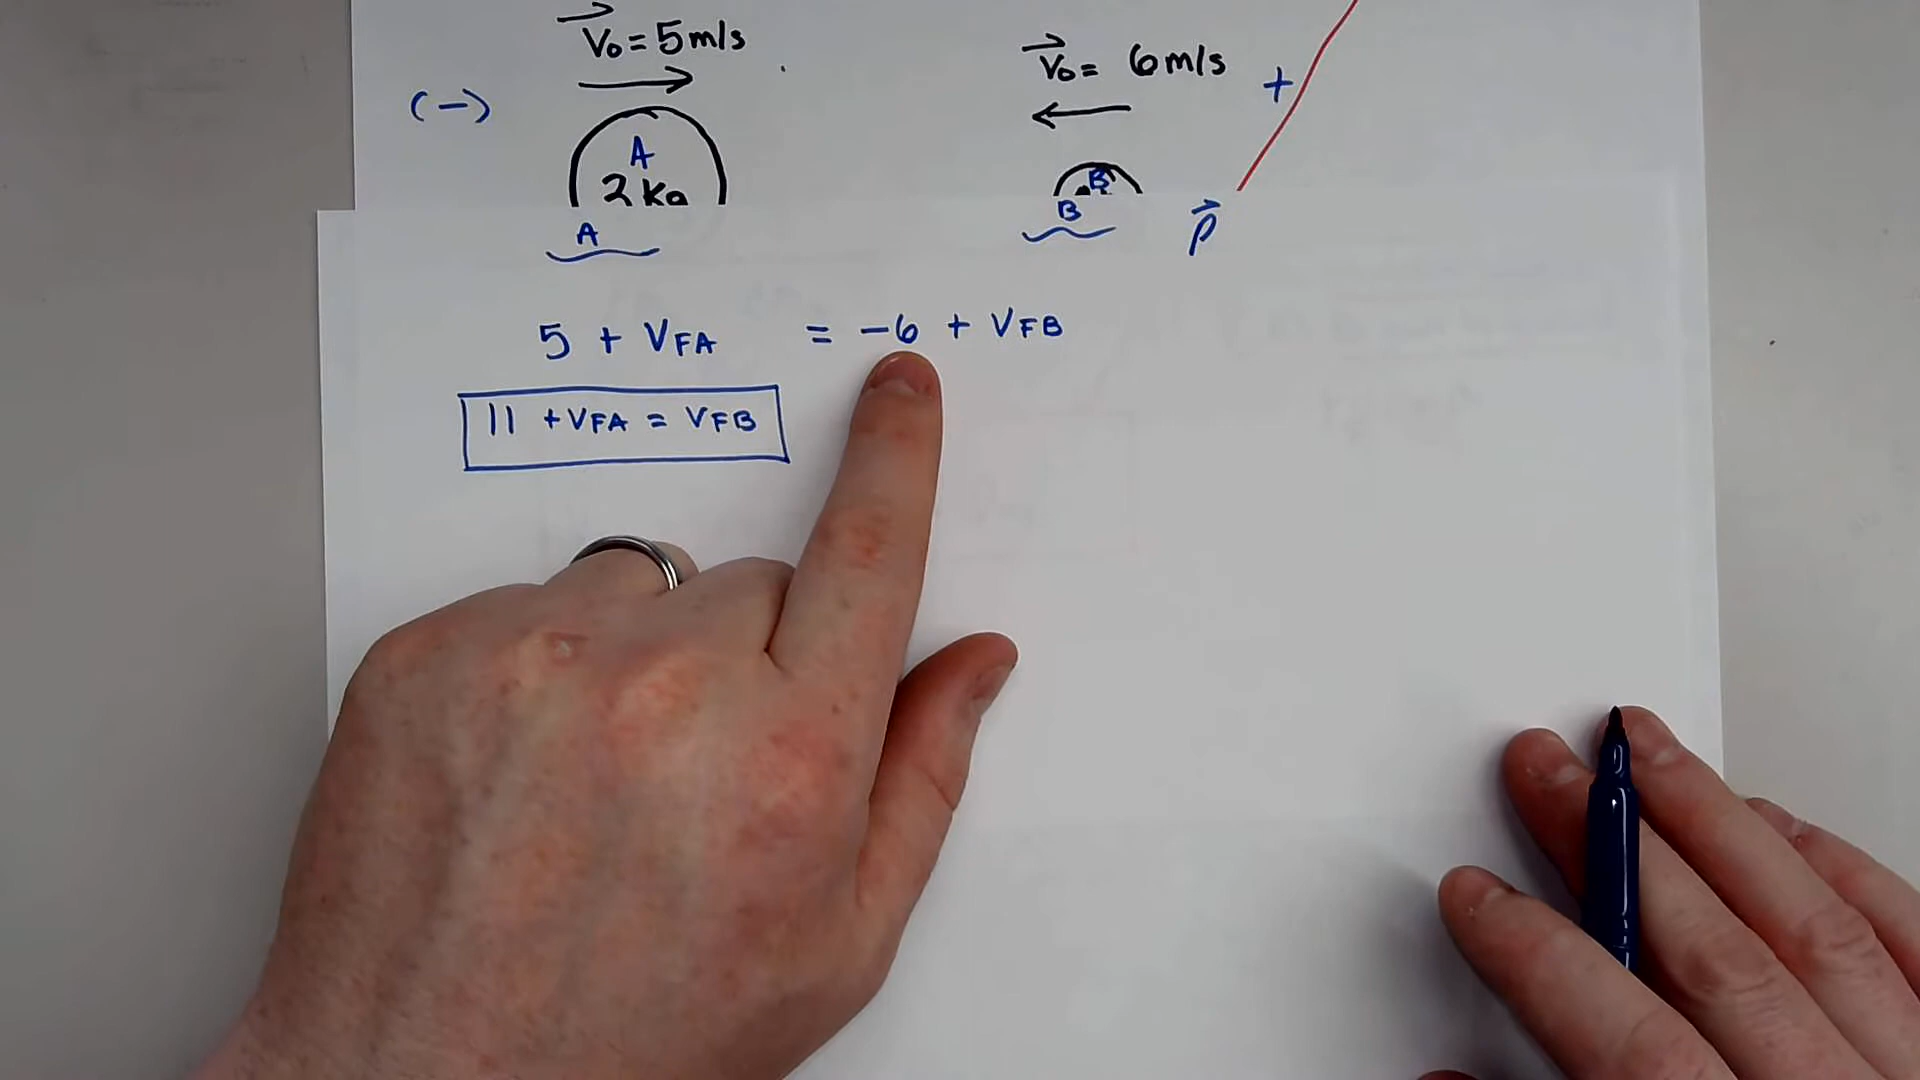 V₀ = 5 m/s
V₀ = 6 m/s
(−)
+
A
2 kg
B
A
B
P
5 + VFA = −6 + VFB
11 + VFA = VFB